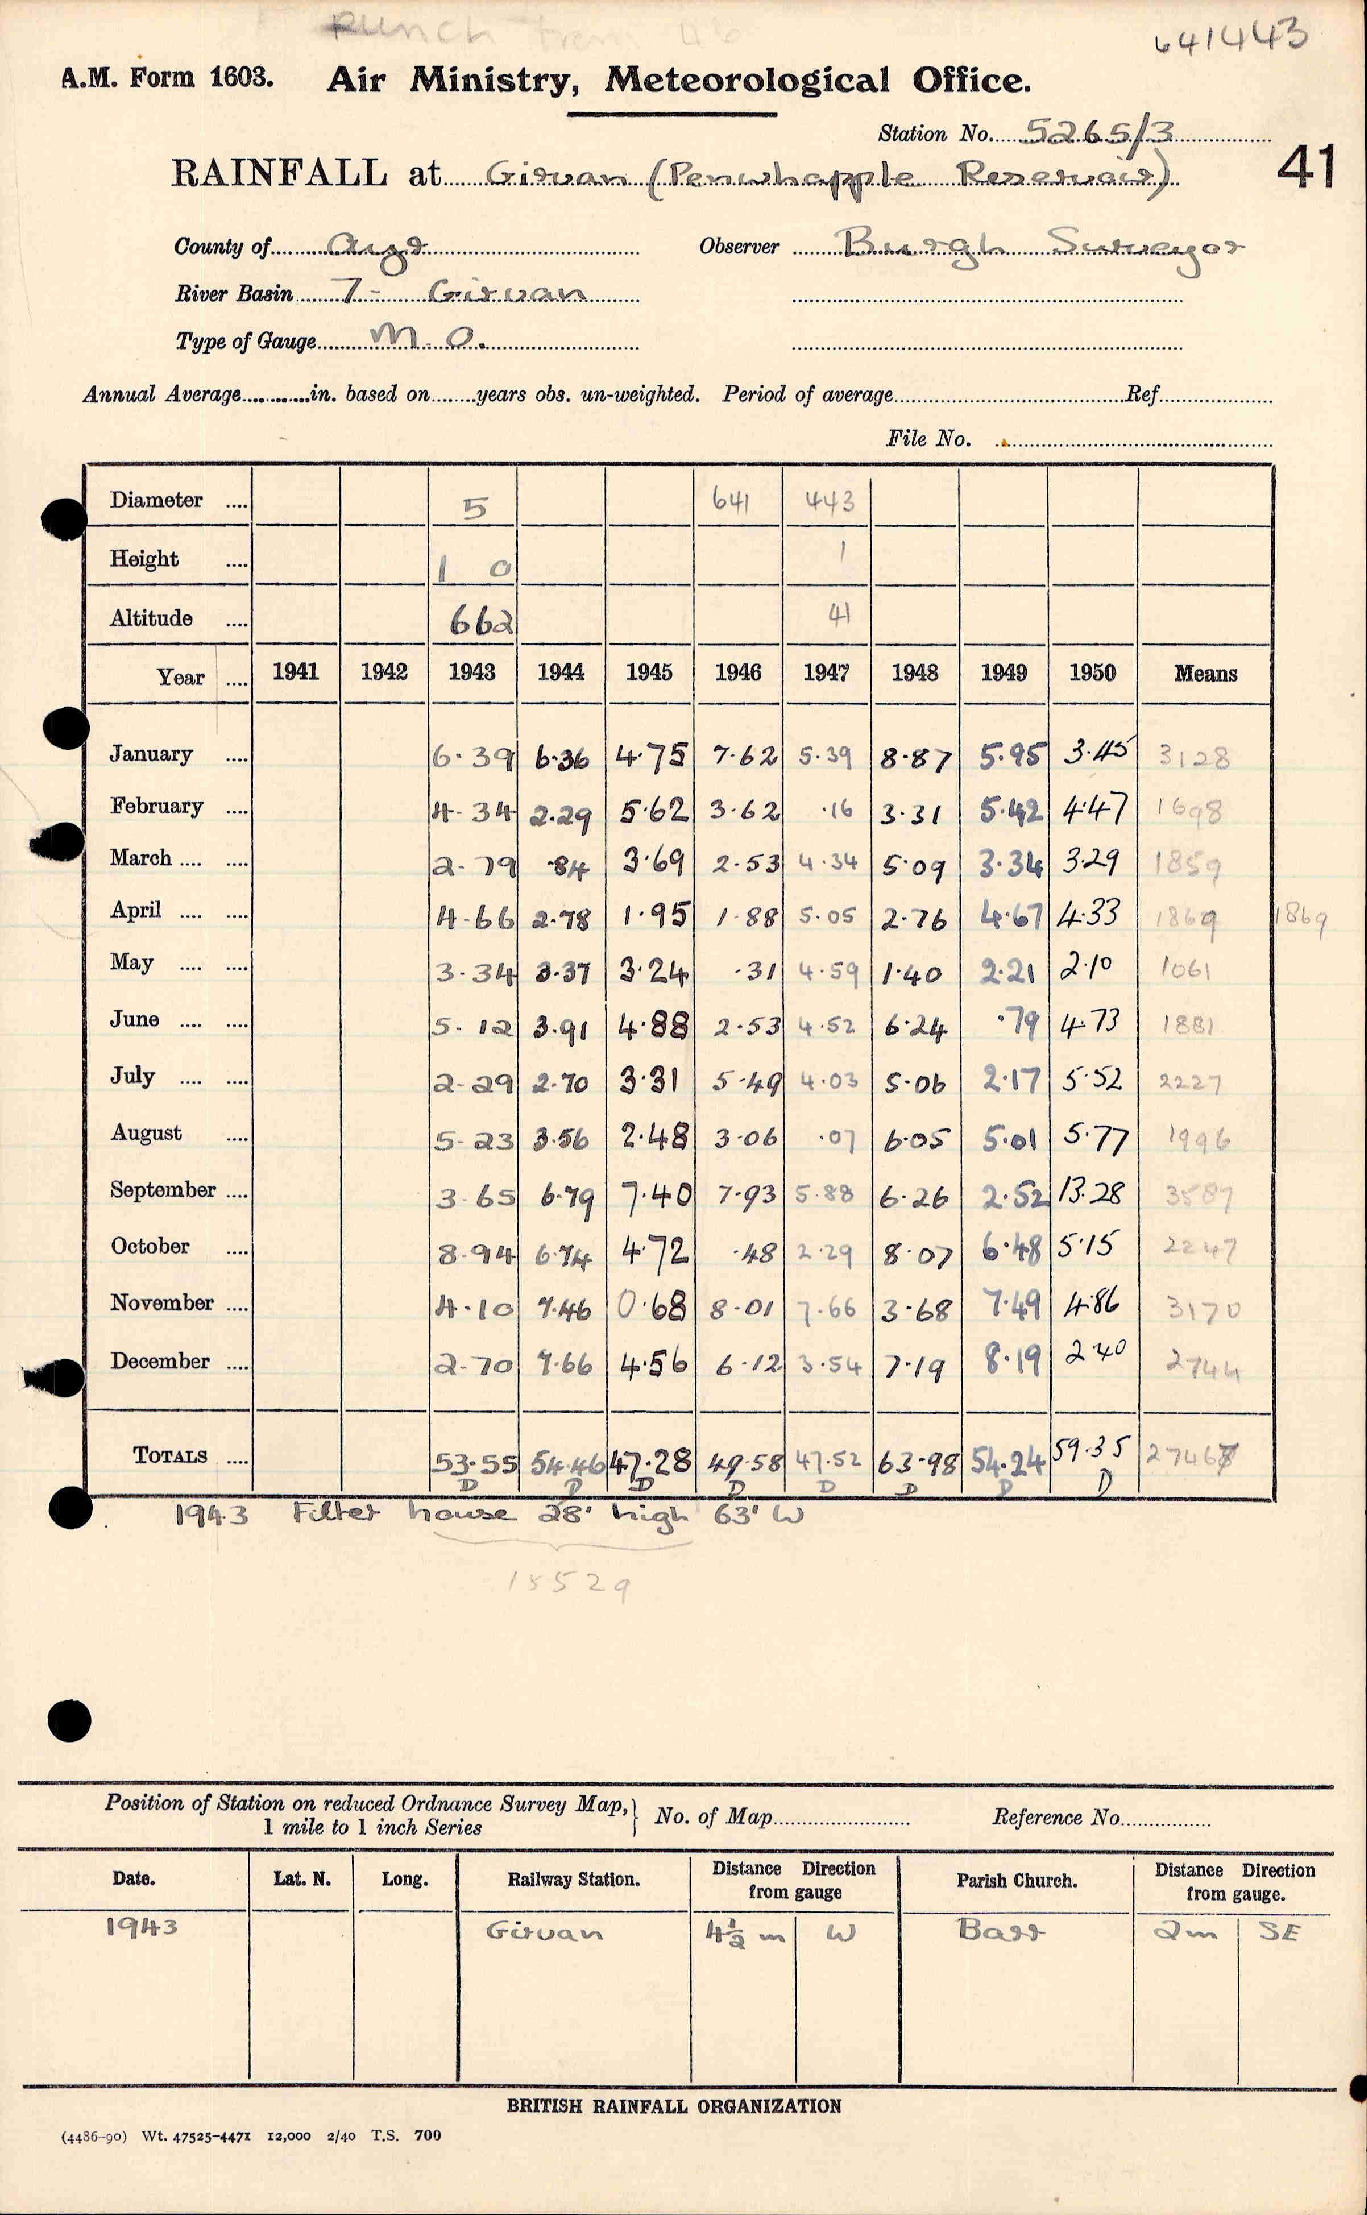 Punch from 46
641443
A.M. Form 1603. Air Ministry, Meteorological Office.
Station No. 5265/3
41
RAINFALL at Girvan (Penwhapple Reservoir)
County of Ayr Observer Burgh Surveyor
River Basin 7- Girvan
Type of Gauge M.O.
Annual Average in. based on years obs. un-weighted. Period of average Ref
File No.
Diameter 5 641 443
Height 1 0 1
Altitude 662 41
Year 1941 1942 1943 1944 1945 1946 1947 1948 1949 1950 Means
January 6.39 6.36 4.75 7.62 5.39 8.87 5.95 3.45 3128
February 4.34 2.29 5.62 3.62 .16 3.31 5.42 4.47 1698
March 2.79 .84 3.69 2.53 4.34 5.09 3.34 3.29 1859
April 4.66 2.78 1.95 1.88 5.05 2.76 4.67 4.33 1869 1869
May 3.34 3.37 3.24 .31 4.59 1.40 2.21 2.10 1061
June 5.12 3.91 4.88 2.53 4.52 6.24 .79 4.73 1881
July 2.29 2.70 3.31 5.49 4.03 5.06 2.17 5.52 2227
August 5.23 3.56 2.48 3.06 .07 6.05 5.01 5.77 1996
September 3.65 6.79 7.40 7.93 5.88 6.26 2.52 13.28 3587
October 8.94 6.74 4.72 .48 2.29 8.07 6.48 5.15 2247
November 4.10 7.46 0.68 8.01 7.66 3.68 7.49 4.86 3170
December 2.70 7.66 4.56 6.12 3.54 7.19 8.19 2.40 2744
TOTALS 53.55 54.46 47.28 49.58 47.52 63.98 54.24 59.35 27467
D D D D D D D D
1943 Filter house 28' high 63' W
15529
Position of Station on reduced Ordnance Survey Map, 1 mile to 1 inch Series No. of Map Reference No.
Date. Lat. N. Long. Railway Station. Distance Direction from gauge Parish Church. Distance Direction from gauge.
1943 Girvan 4½ m W Barr 2m SE
BRITISH RAINFALL ORGANIZATION
(4486-90) Wt. 47525-4471 12,000 2/40 T.S. 700